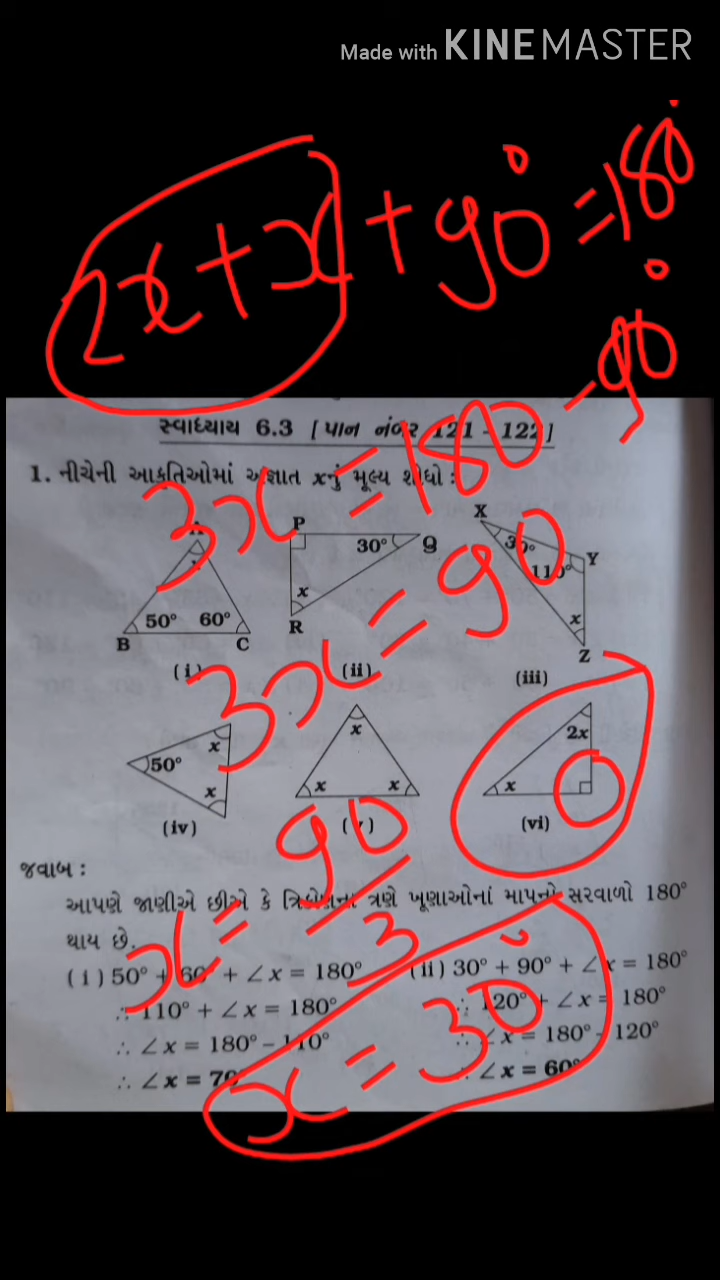 Made with KINEMASTER
2x + x + 90° = 180°
3x = 180 - 90°
3x = 90
x = 90/3
x = 30°
સ્વાધ્યાય 6.3 [ પાન નંબર 121 - 122 ]
1. નીચેની આકૃતિઓમાં અજ્ઞાત xનું મૂલ્ય શોધો :
A 50° 60° B C (i)
P 30° Q x R (ii)
X 30° Y 110° x Z (iii)
50° x x (iv)
x x x (v)
2x x (vi)
જવાબ :
આપણે જાણીએ છીએ કે ત્રિકોણના ત્રણે ખૂણાઓનાં માપનો સરવાળો 180°
થાય છે.
(i) 50° + 60° + ∠x = 180°
∴ 110° + ∠x = 180°
∴ ∠x = 180° – 110°
∴ ∠x = 70°
(ii) 30° + 90° + ∠x = 180°
∴ 120° + ∠x = 180°
∴ ∠x = 180° – 120°
∴ ∠x = 60°